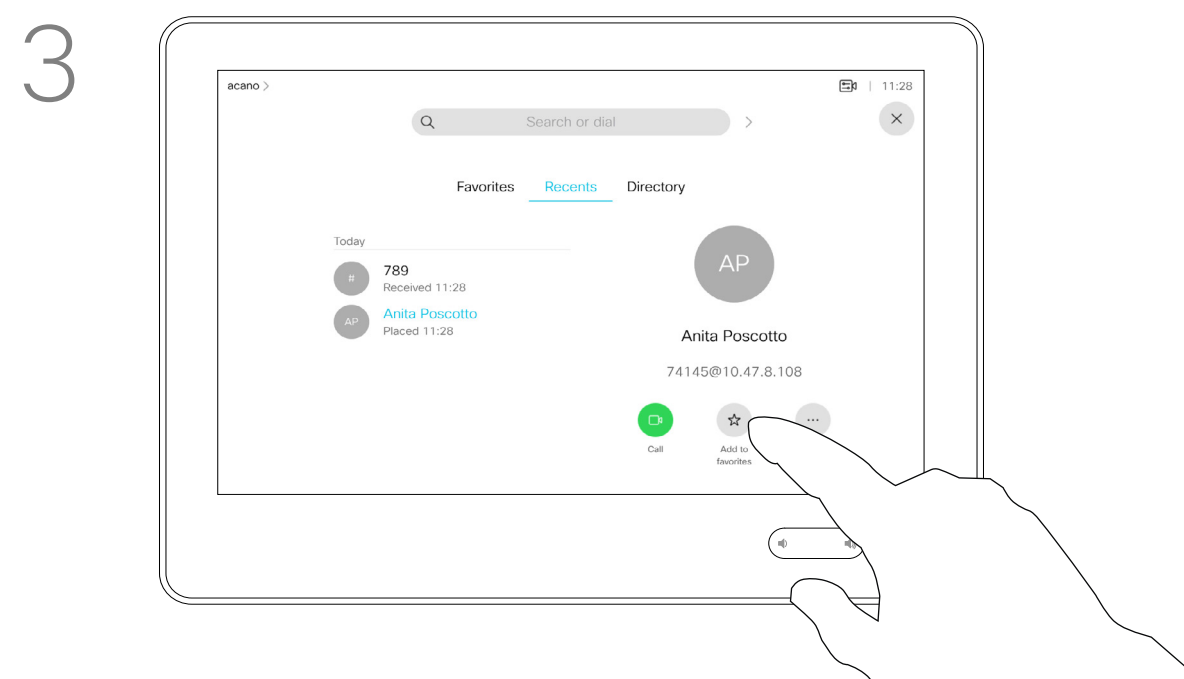 3
acano >
11:28
Search or dial >
Favorites Recents Directory
Today
#
789
Received 11:28
AP
Anita Poscotto
Placed 11:28
AP
Anita Poscotto
74145@10.47.8.108
...
Call
Add to
favorites